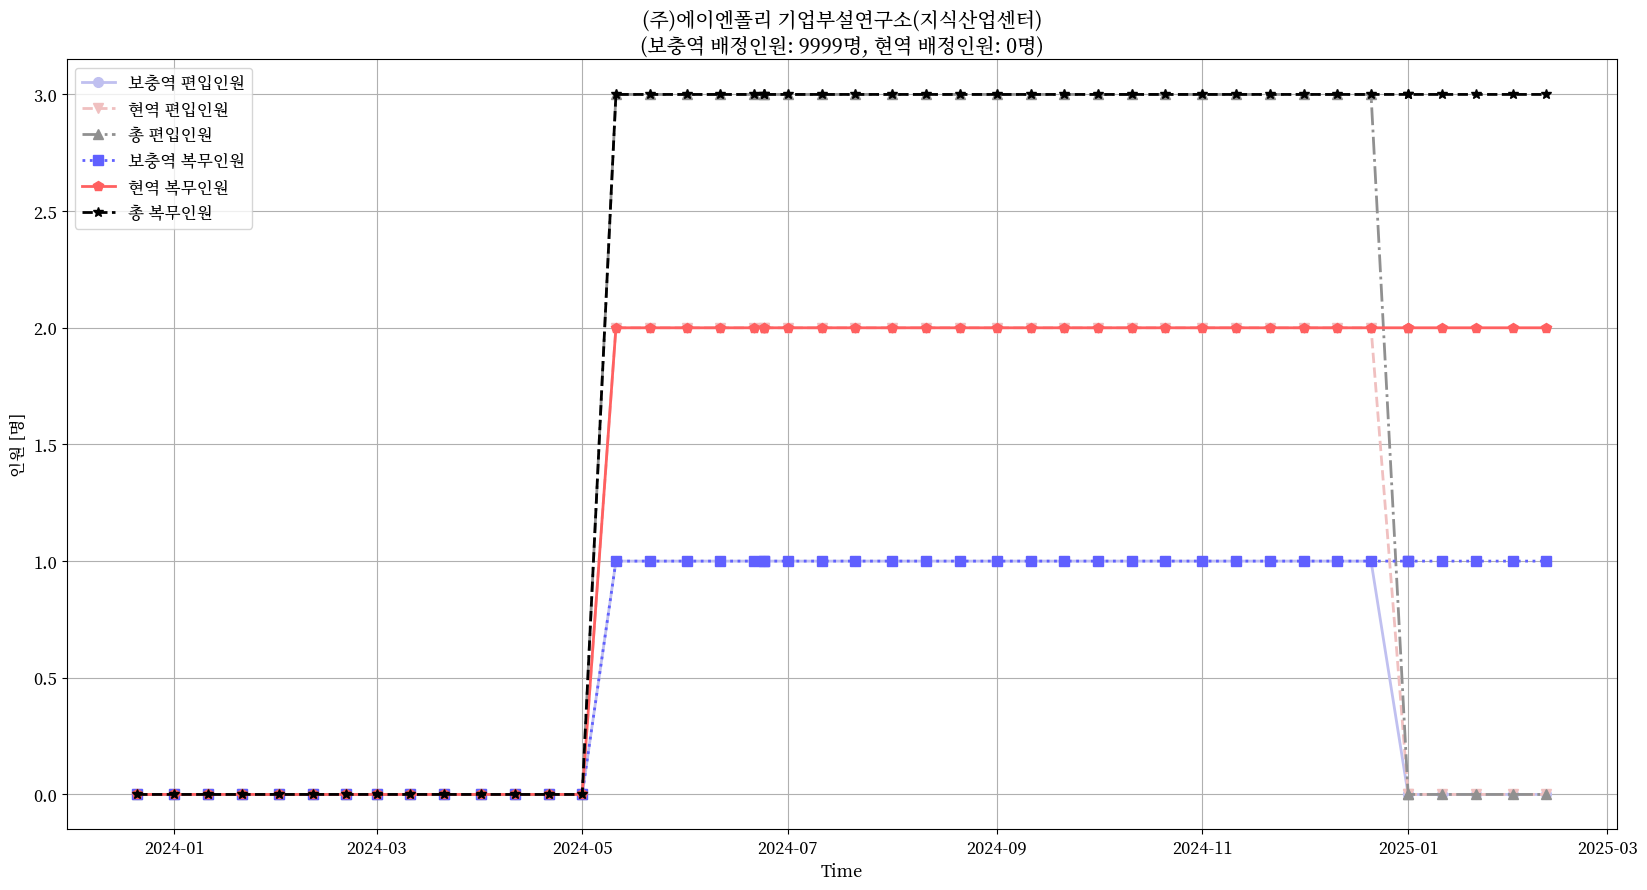 (주)에이엔폴리 기업부설연구소(지식산업센터)
(보충역 배정인원: 9999명, 현역 배정인원: 0명)
보충역 편입인원
현역 편입인원
총 편입인원
보충역 복무인원
현역 복무인원
총 복무인원
3.0
2.5
2.0
1.5
1.0
0.5
0.0
인원 [명]
2024-01
2024-03
2024-05
2024-07
2024-09
2024-11
2025-01
2025-03
Time